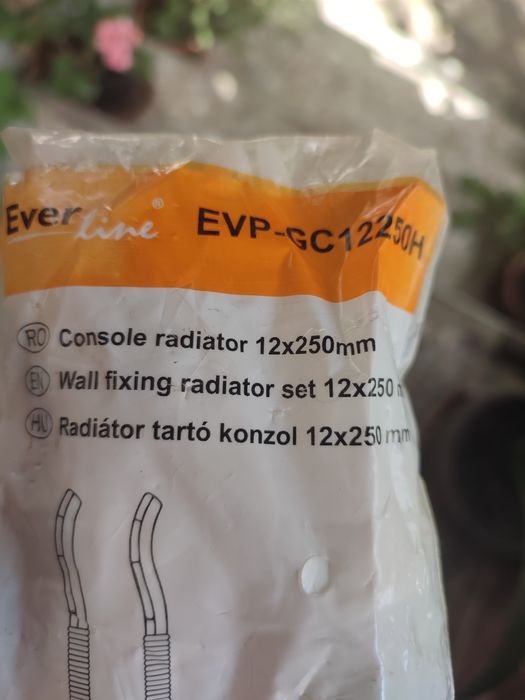 Everline® EVP-GC12250H
RO Console radiator 12x250mm
EN Wall fixing radiator set 12x250
HU Radiátor tartó konzol 12x250 mm